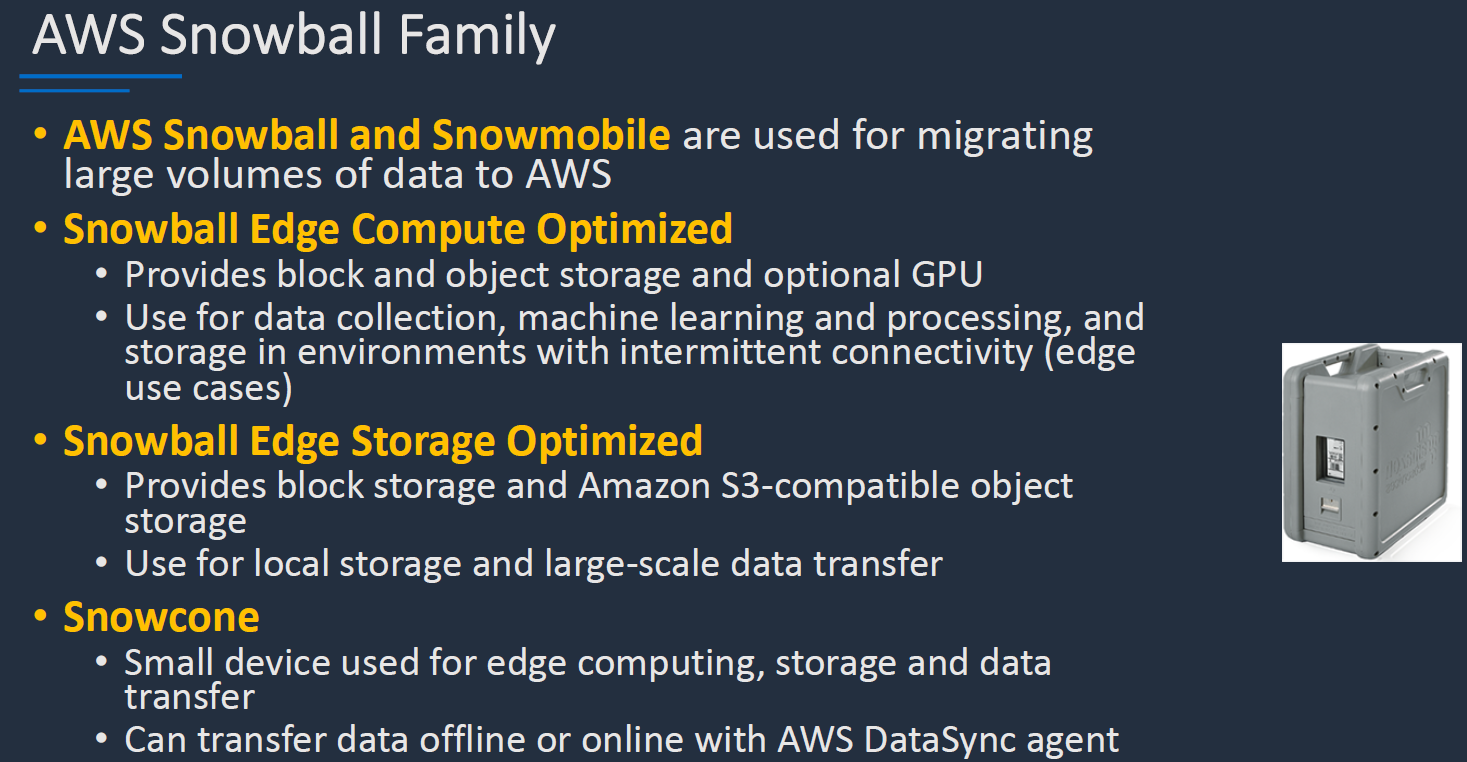 AWS Snowball Family
• AWS Snowball and Snowmobile are used for migrating
large volumes of data to AWS
• Snowball Edge Compute Optimized
• Provides block and object storage and optional GPU
• Use for data collection, machine learning and processing, and
storage in environments with intermittent connectivity (edge
use cases)
• Snowball Edge Storage Optimized
• Provides block storage and Amazon S3-compatible object
storage
• Use for local storage and large-scale data transfer
• Snowcone
• Small device used for edge computing, storage and data
transfer
• Can transfer data offline or online with AWS DataSync agent